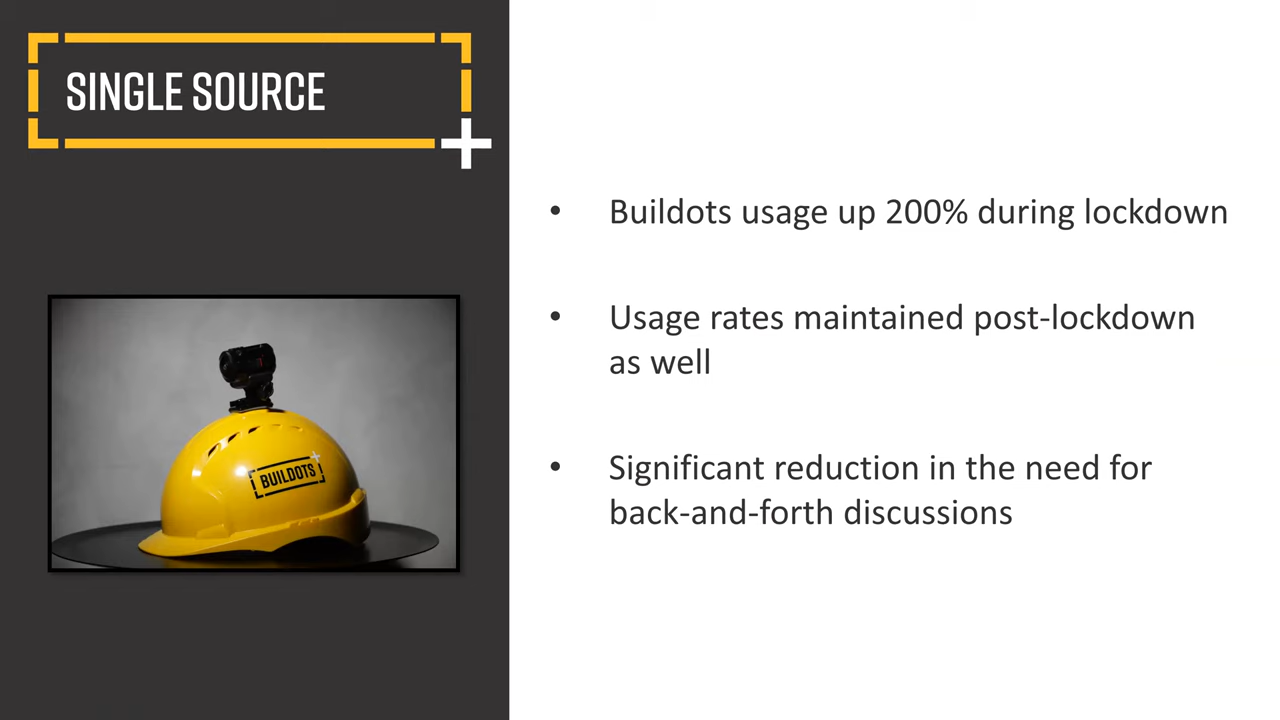 SINGLE SOURCE
BUILDOTS
• Buildots usage up 200% during lockdown
• Usage rates maintained post-lockdown
as well
• Significant reduction in the need for
back-and-forth discussions